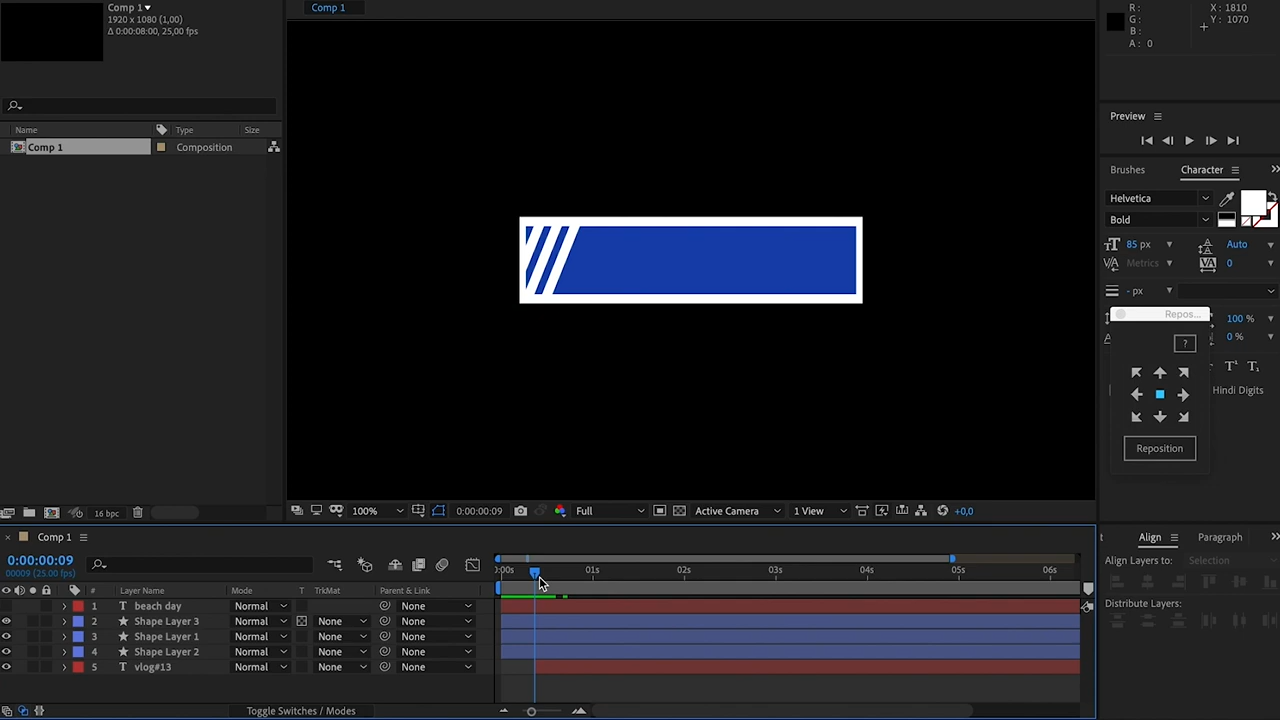 Comp 1
1920 x 1080 (1,00)
Δ 0:00:08:00, 25,00 fps
Name Type Size
Comp 1 Composition
16 bpc
Comp 1
100% 0:00:00:09 Full Active Camera 1 View +0,0
R :
G :
B :
A : 0
X : 1810
Y : 1070
Preview
Brushes Character
Helvetica
Bold
85 px Auto
Metrics 0
- px
Repos...
100 %
0 %
?
Hindi Digits
Reposition
Comp 1
0:00:00:09
00009 (25.00 fps)
# Layer Name Mode T TrkMat Parent & Link
1 T beach day Normal None
2 Shape Layer 3 Normal None None
3 Shape Layer 1 Normal None None
4 Shape Layer 2 Normal None None
5 T vlog#13 Normal None None
Toggle Switches / Modes
:00s 01s 02s 03s 04s 05s 06s
Align Paragraph
Align Layers to: Selection
Distribute Layers: